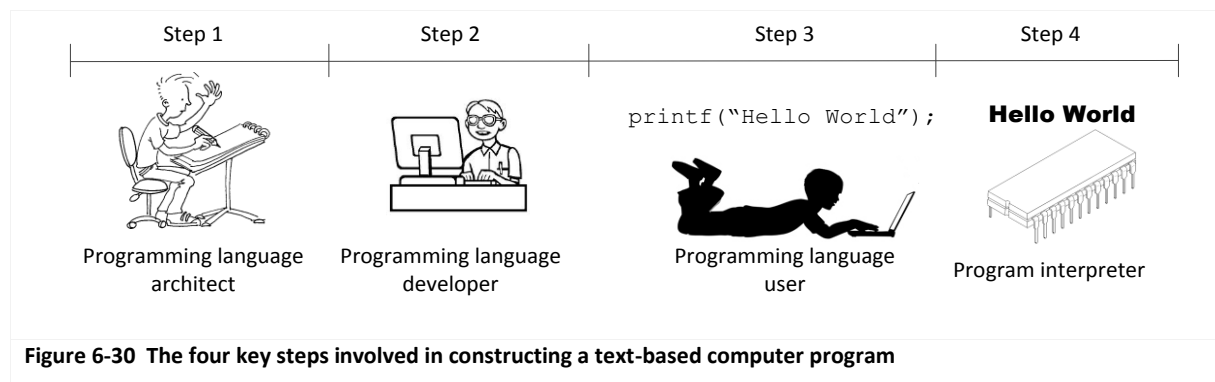 Step 1
Step 2
Step 3
Step 4
printf(“Hello World”);
Hello World
Programming language
architect
Programming language
developer
Programming language
user
Program interpreter
Figure 6-30 The four key steps involved in constructing a text-based computer program